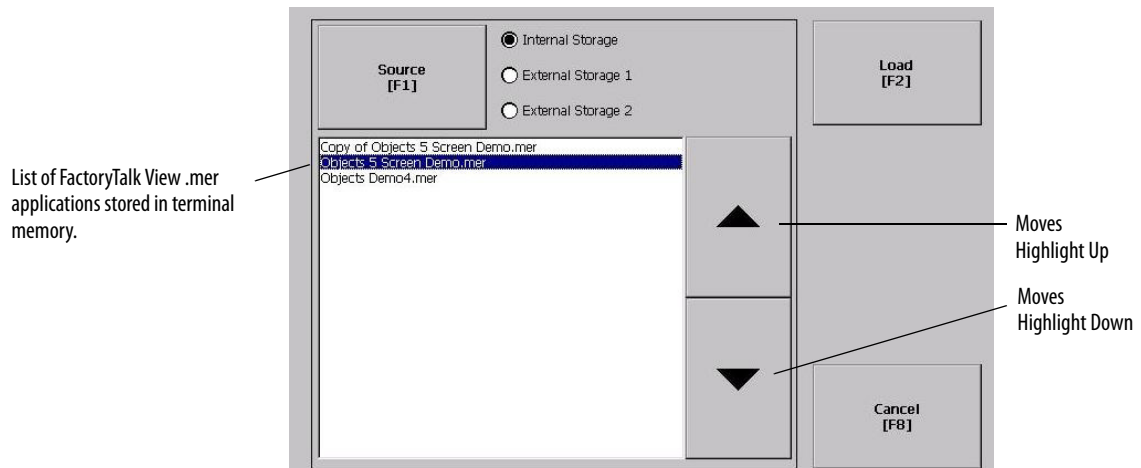 Source
[F1]
Internal Storage
External Storage 1
External Storage 2
Load
[F2]
Copy of Objects 5 Screen Demo.mer
Objects 5 Screen Demo.mer
Objects Demo4.mer
List of FactoryTalk View .mer
applications stored in terminal
memory.
Moves
Highlight Up
Moves
Highlight Down
Cancel
[F8]